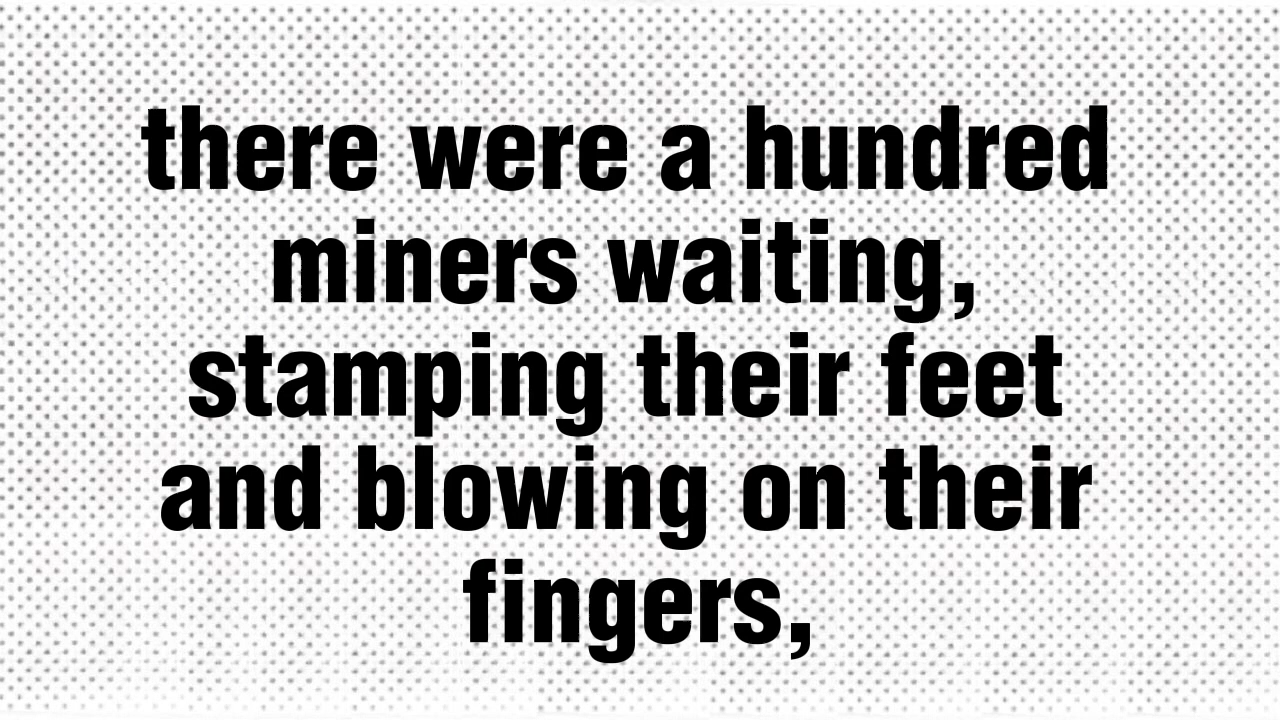 there were a hundred
miners waiting,
stamping their feet
and blowing on their
fingers,